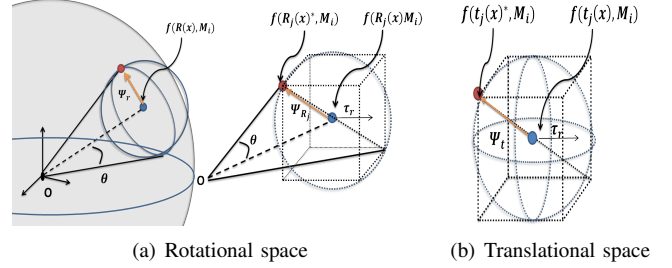 f(R(x), M_i)
Ψ_r
θ
O
f(R_j(x)^*, M_i)
f(R_j(x)M_i)
Ψ_{R_j}
τ_r
θ
O
f(t_j(x)^*, M_i)
f(t_j(x), M_i)
Ψ_t
τ_r
(a) Rotational space
(b) Translational space